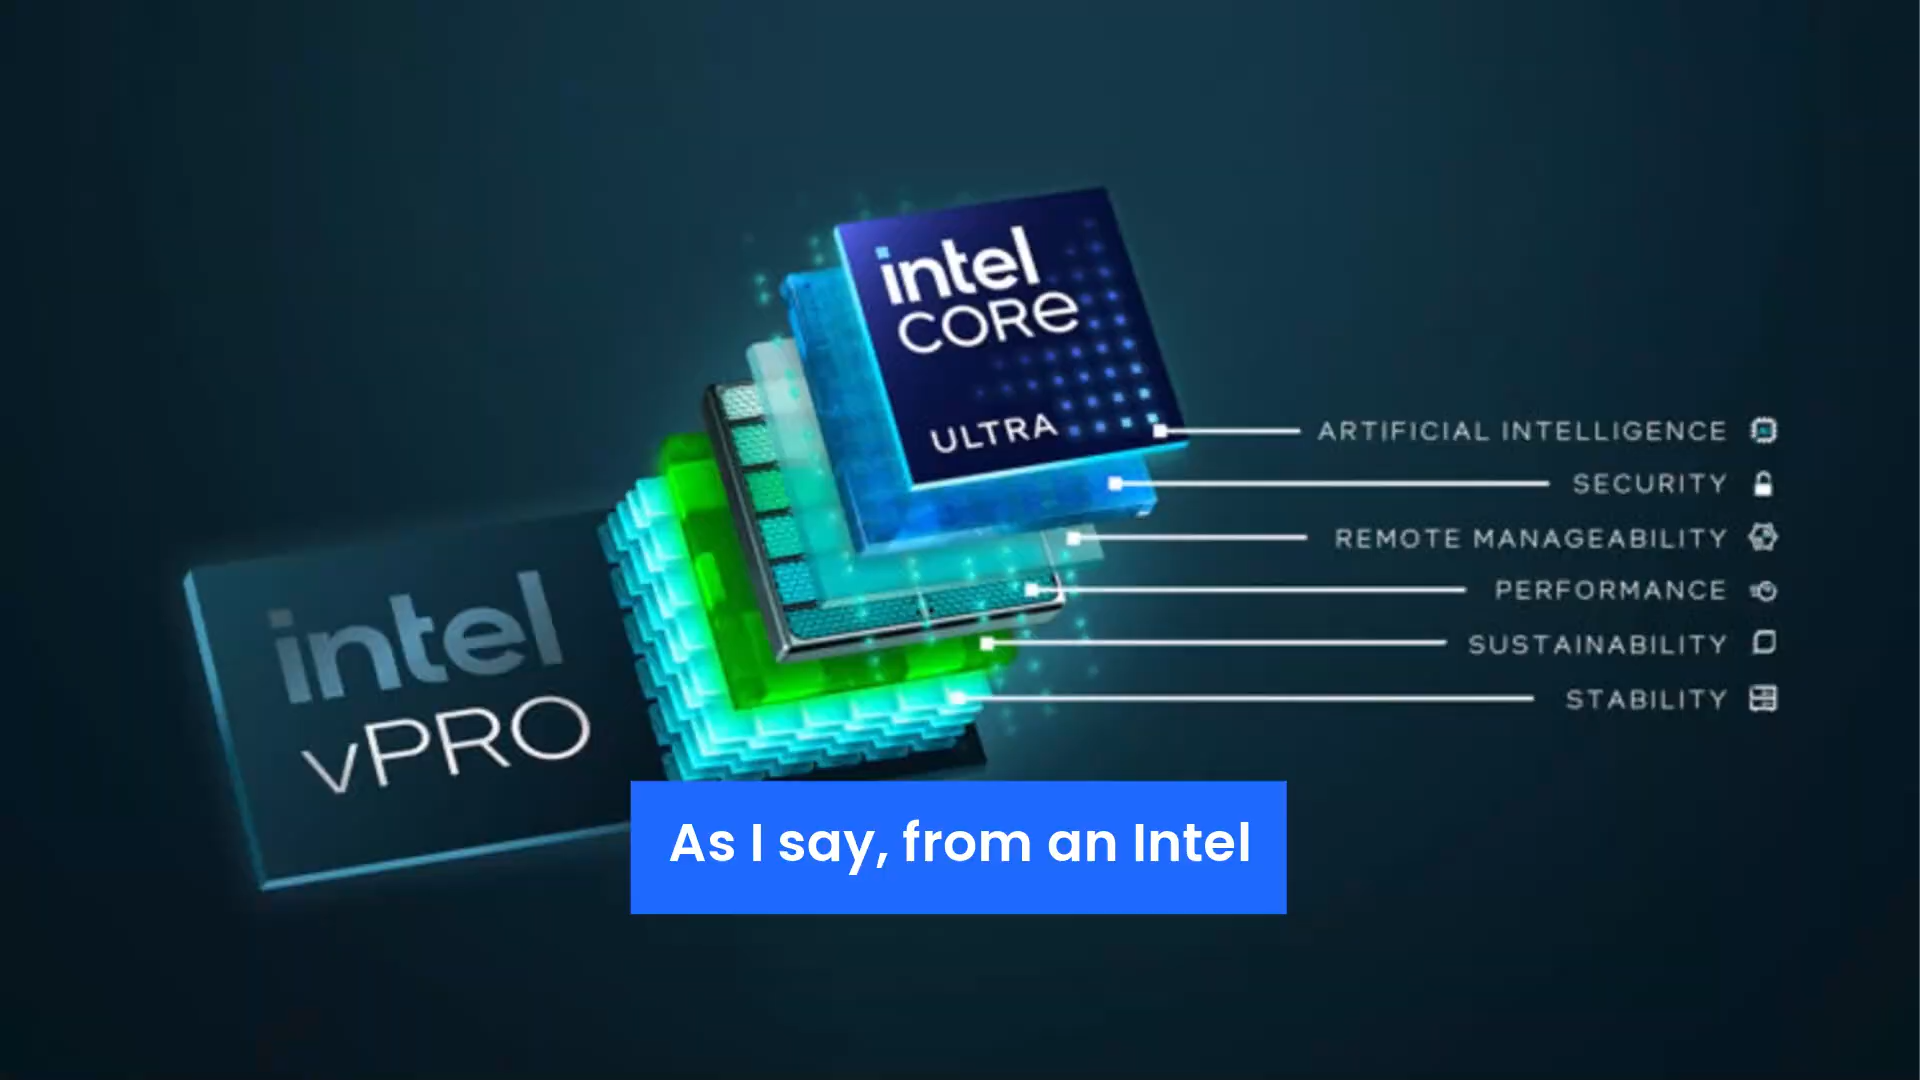 intel
CORE
ULTRA
ARTIFICIAL INTELLIGENCE
SECURITY
REMOTE MANAGEABILITY
PERFORMANCE
SUSTAINABILITY
STABILITY
intel
vPRO
As I say, from an Intel